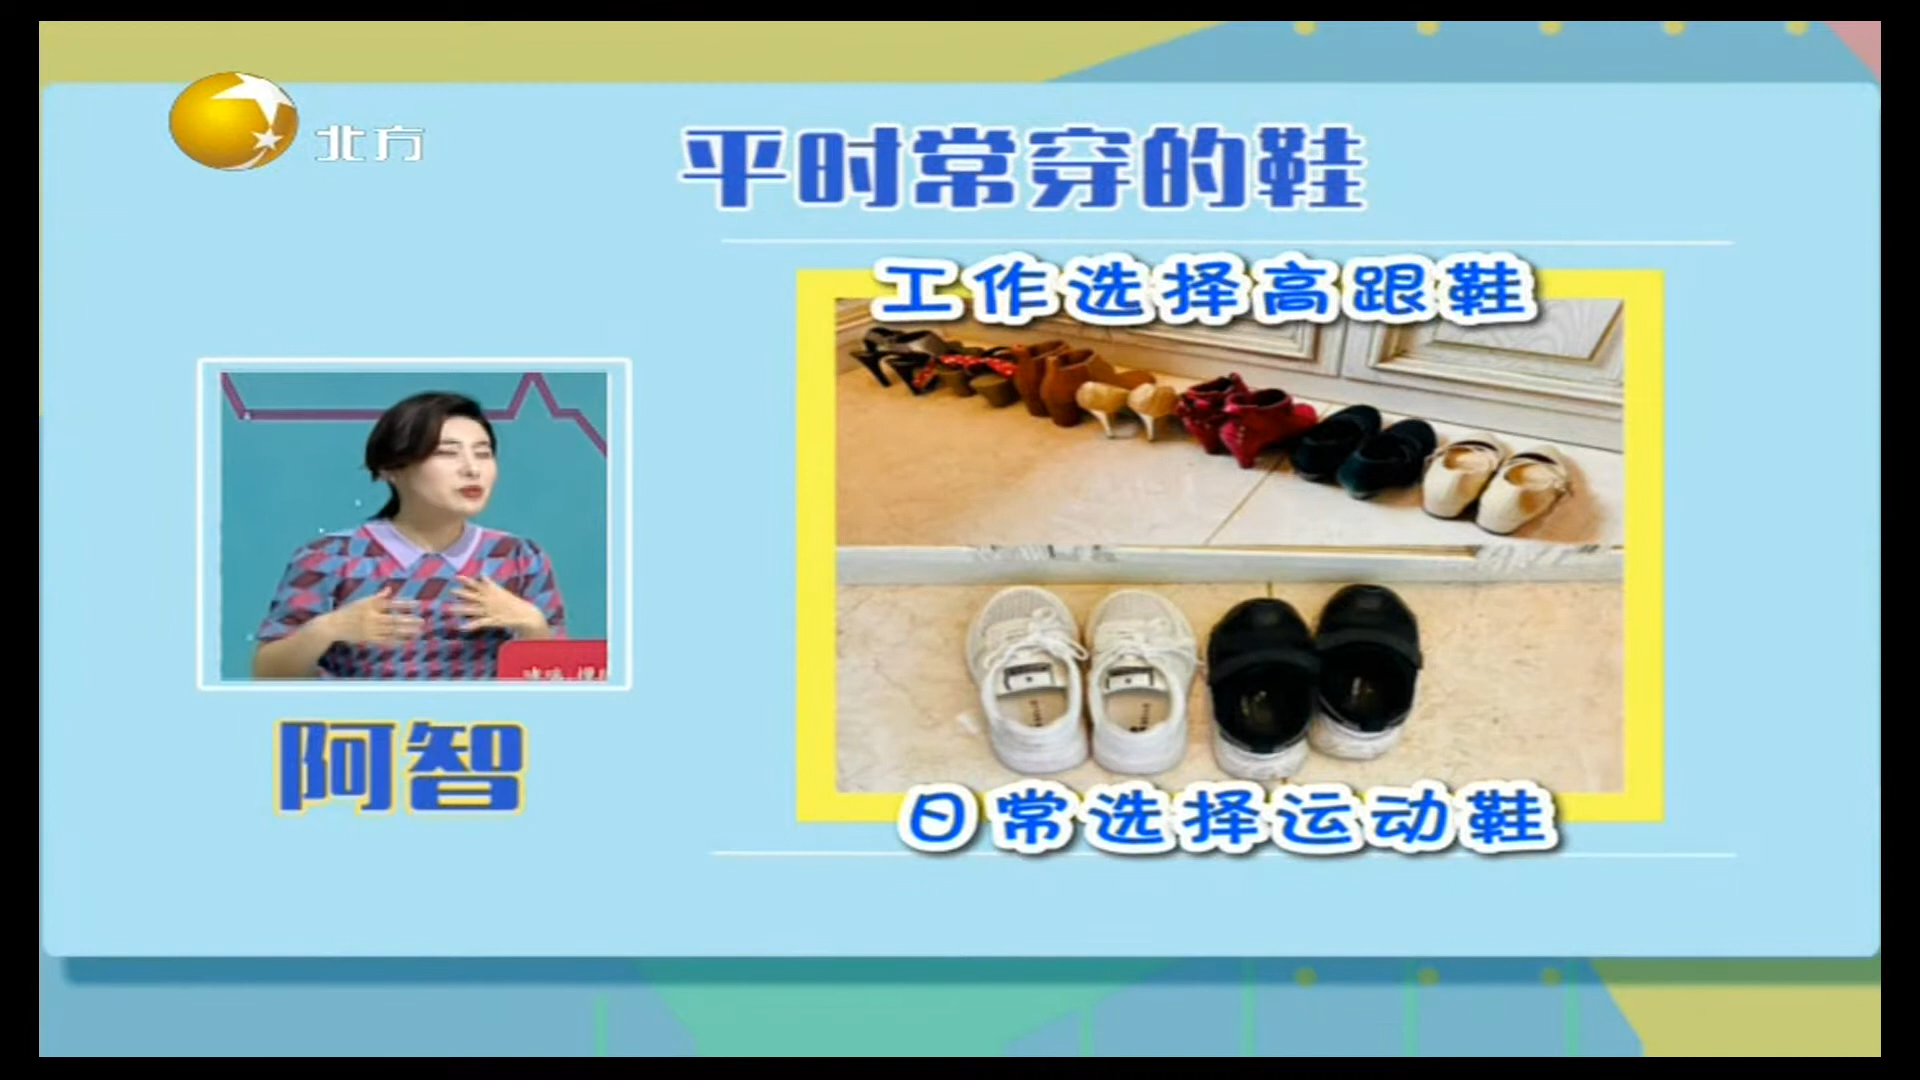 北方
平时常穿的鞋
工作选择高跟鞋
阿智
日常选择运动鞋